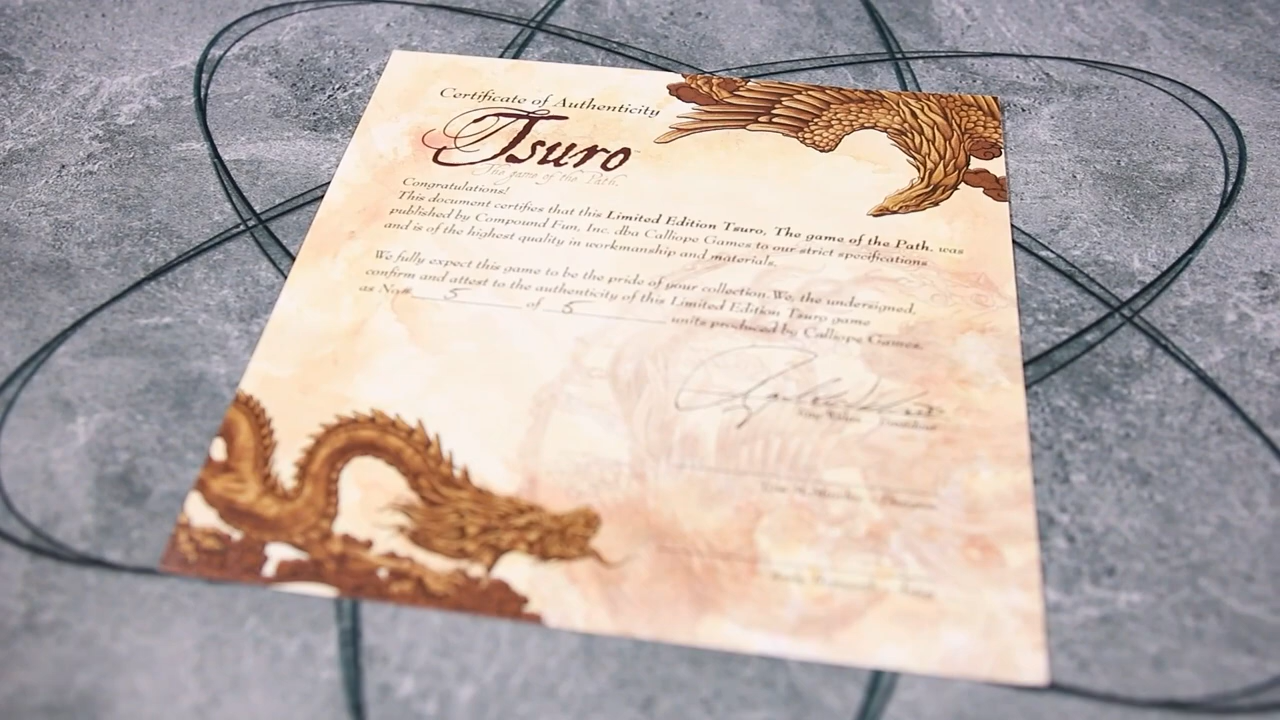 Certificate of Authenticity
Tsuro
The game of the Path.
Congratulations!
This document certifies that this Limited Edition Tsuro, The game of the Path. was
published by Compound Fun, Inc. dba Calliope Games to our strict specifications
and is of the highest quality in workmanship and materials.
We fully expect this game to be the pride of your collection. We, the undersigned,
confirm and attest to the authenticity of this Limited Edition Tsuro game
as No. 5 of 5 units produced by Calliope Games.